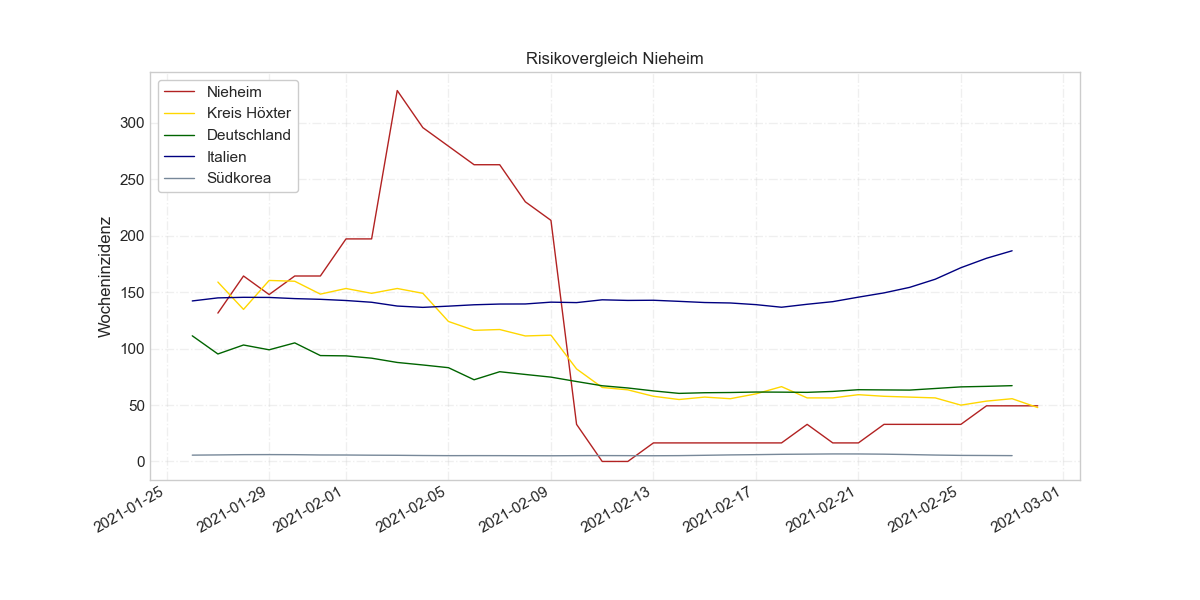 Risikovergleich Nieheim
Nieheim
Kreis Höxter
Deutschland
Italien
Südkorea
Wocheninzidenz
300
250
200
150
100
50
0
2021-01-25
2021-01-29
2021-02-01
2021-02-05
2021-02-09
2021-02-13
2021-02-17
2021-02-21
2021-02-25
2021-03-01